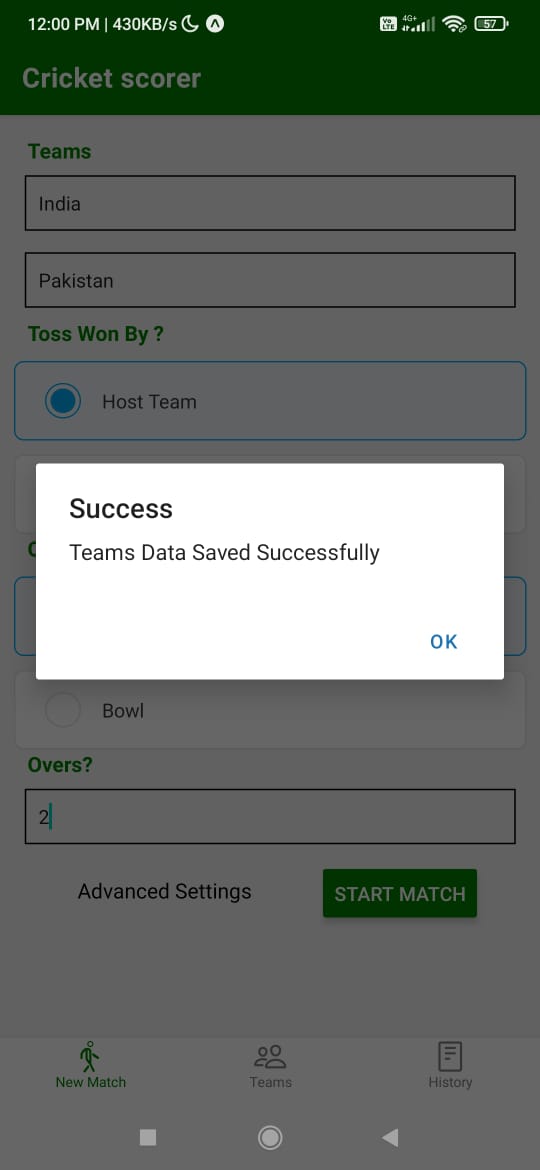 12:00 PM | 430KB/s
Vo LTE 4G+ 57
Cricket scorer
Teams
India
Pakistan
Toss Won By ?
Host Team
Success
Teams Data Saved Successfully
OK
Bowl
Overs?
2
Advanced Settings
START MATCH
New Match
Teams
History